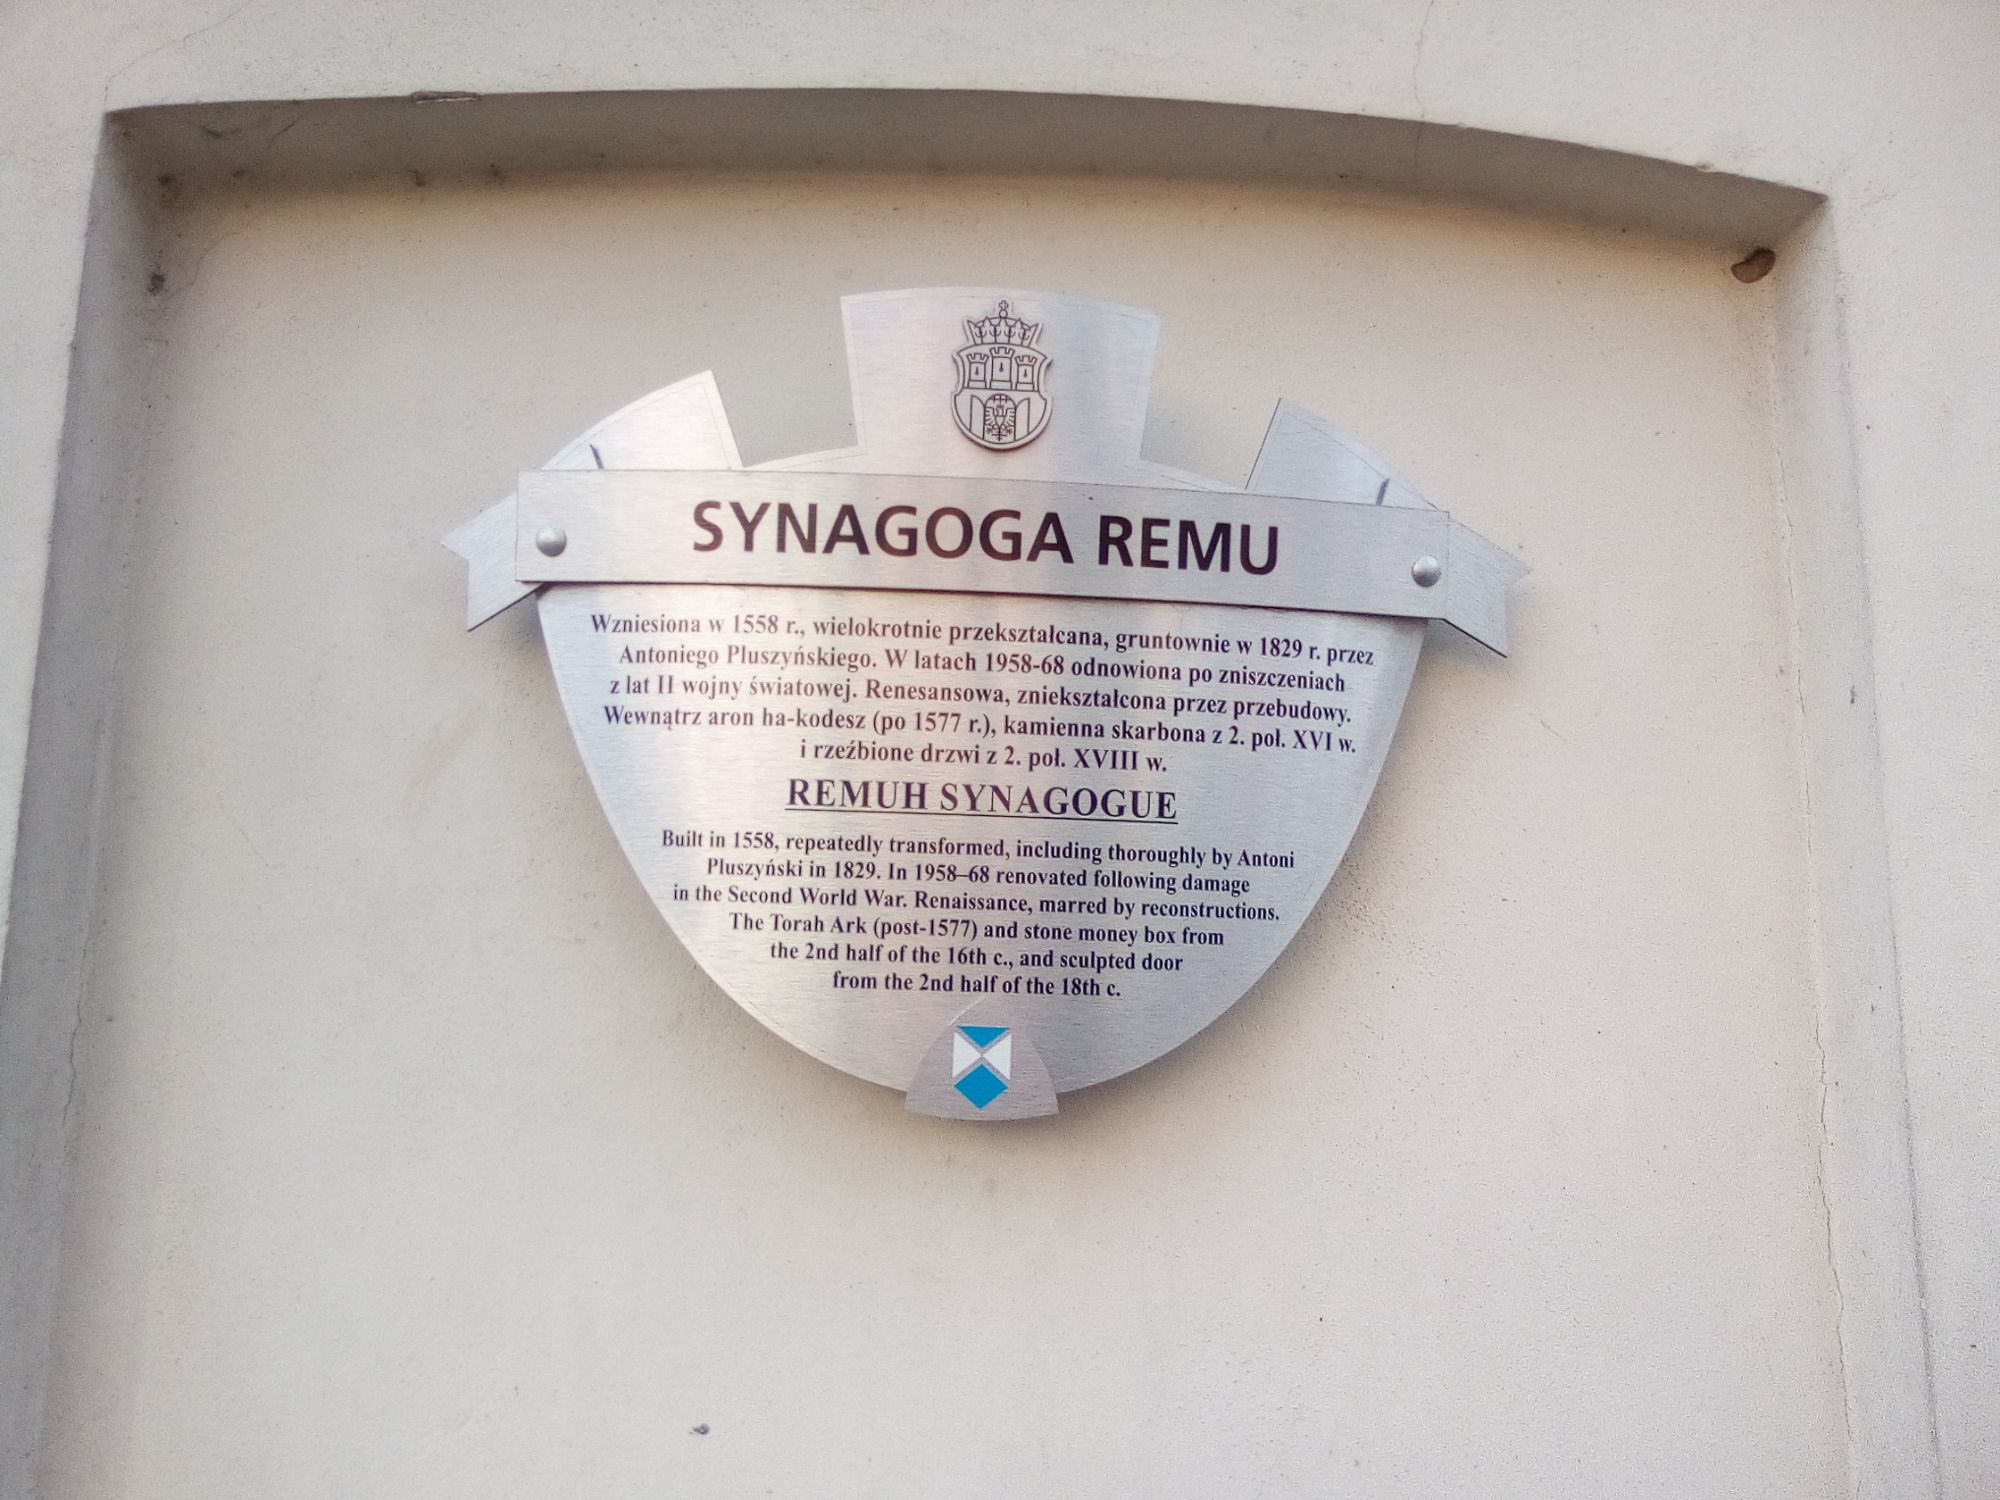 SYNAGOGA REMU
Wzniesiona w 1558 r., wielokrotnie przekształcana, gruntownie w 1829 r. przez
Antoniego Pluszyńskiego. W latach 1958-68 odnowiona po zniszczeniach
z lat II wojny światowej. Renesansowa, zniekształcona przez przebudowy.
Wewnątrz aron ha-kodesz (po 1577 r.), kamienna skarbona z 2. poł. XVI w.
i rzeźbione drzwi z 2. poł. XVIII w.
REMUH SYNAGOGUE
Built in 1558, repeatedly transformed, including thoroughly by Antoni
Pluszyński in 1829. In 1958–68 renovated following damage
in the Second World War. Renaissance, marred by reconstructions.
The Torah Ark (post-1577) and stone money box from
the 2nd half of the 16th c., and sculpted door
from the 2nd half of the 18th c.